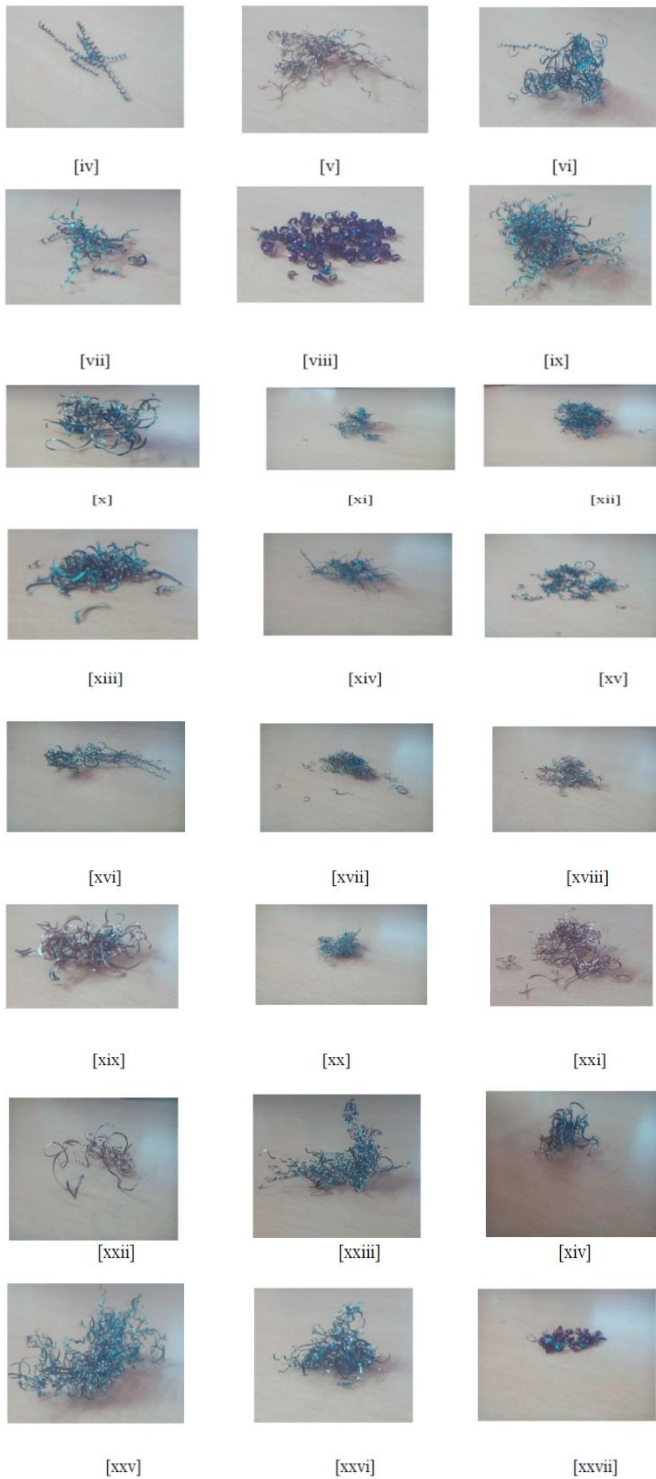 [iv] [v] [vi]
[vii] [viii] [ix]
[x] [xi] [xii]
[xiii] [xiv] [xv]
[xvi] [xvii] [xviii]
[xix] [xx] [xxi]
[xxii] [xxiii] [xiv]
[xxv] [xxvi] [xxvii]